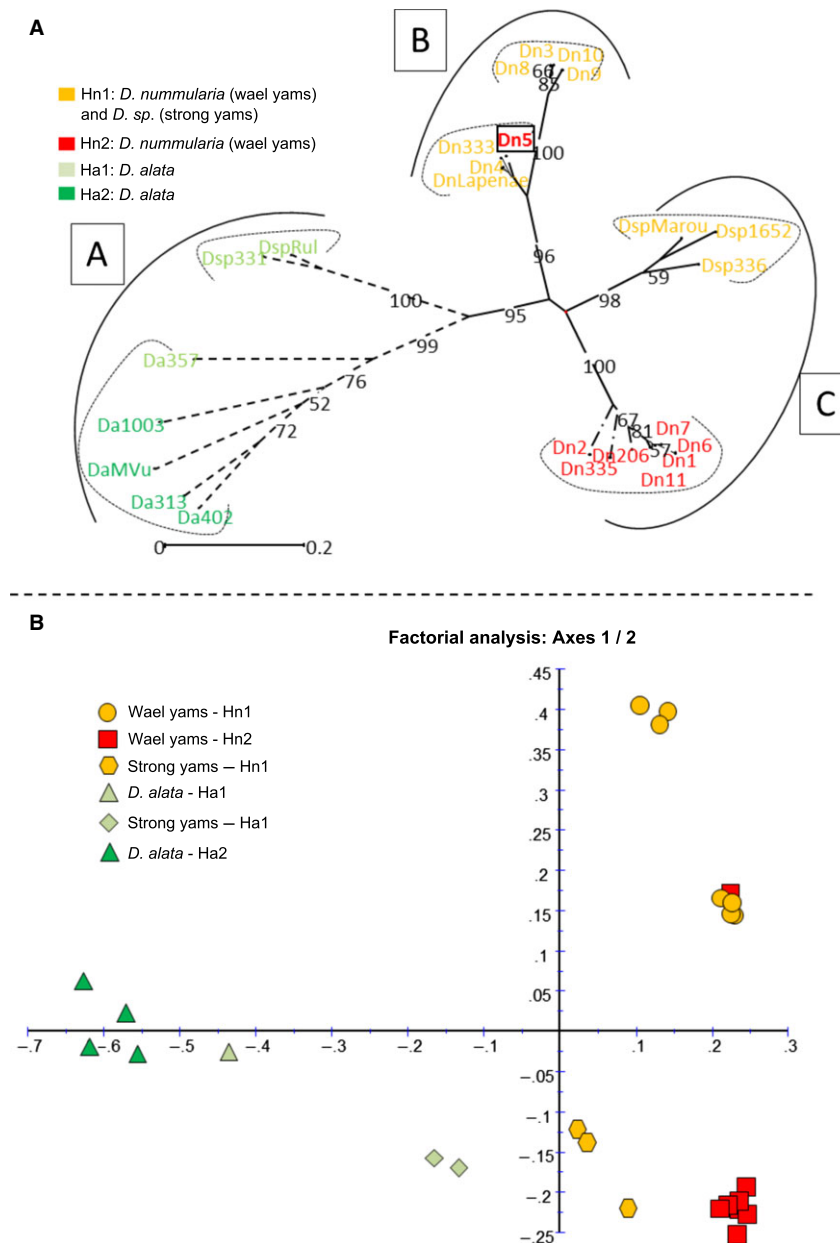 A
B
Hn1: D. nummularia (wael yams)
and D. sp. (strong yams)
Hn2: D. nummularia (wael yams)
Ha1: D. alata
Ha2: D. alata
Dn3 Dn10
Dn8 66 Dn9
85
Dn5
Dn333 100
Dn4
DnLapenae
96
DspMarou Dsp1652
Dsp336
59
98
A
DspRul
Dsp331
100
95
99
Da357
76
52
Da1003
72
DaMVu
Da313
Da402
100
C
67
81 Dn7
Dn2 Dn206 57 Dn6
Dn335 Dn1
Dn11
0 0.2
B
Factorial analysis: Axes 1 / 2
Wael yams - Hn1
Wael yams - Hn2
Strong yams – Hn1
D. alata - Ha1
Strong yams – Ha1
D. alata - Ha2
.45
.4
.35
.3
.25
.2
.15
.1
.05
–.7 –.6 –.5 –.4 –.3 –.2 –.1 .1 .2 .3
–.05
–.1
–.15
–.2
–.25